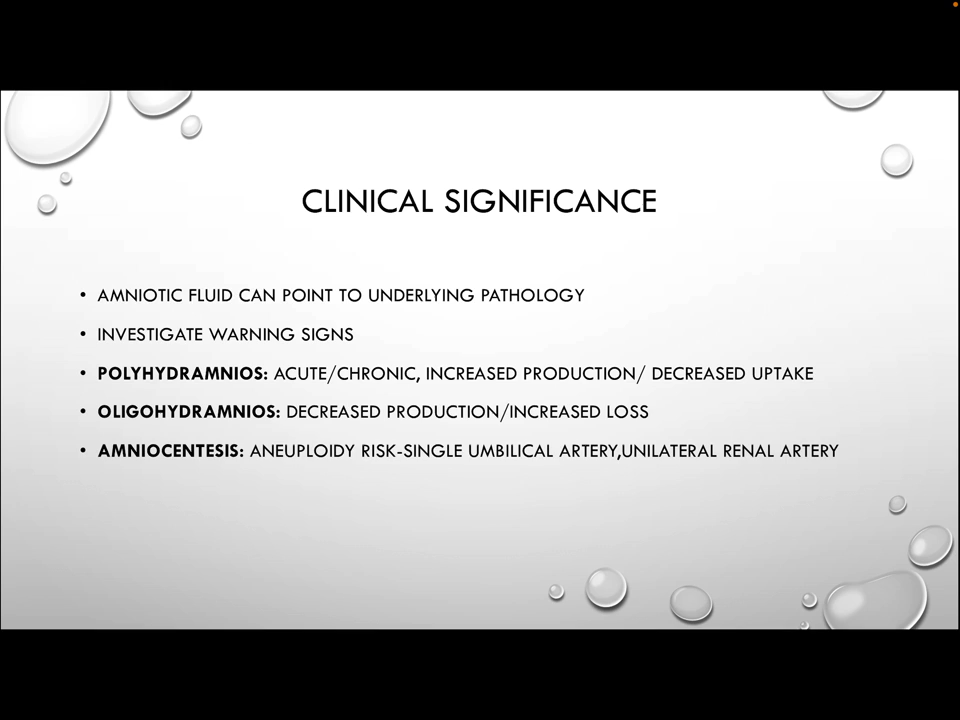 CLINICAL SIGNIFICANCE
• AMNIOTIC FLUID CAN POINT TO UNDERLYING PATHOLOGY
• INVESTIGATE WARNING SIGNS
• POLYHYDRAMNIOS: ACUTE/CHRONIC, INCREASED PRODUCTION/ DECREASED UPTAKE
• OLIGOHYDRAMNIOS: DECREASED PRODUCTION/INCREASED LOSS
• AMNIOCENTESIS: ANEUPLOIDY RISK-SINGLE UMBILICAL ARTERY,UNILATERAL RENAL ARTERY